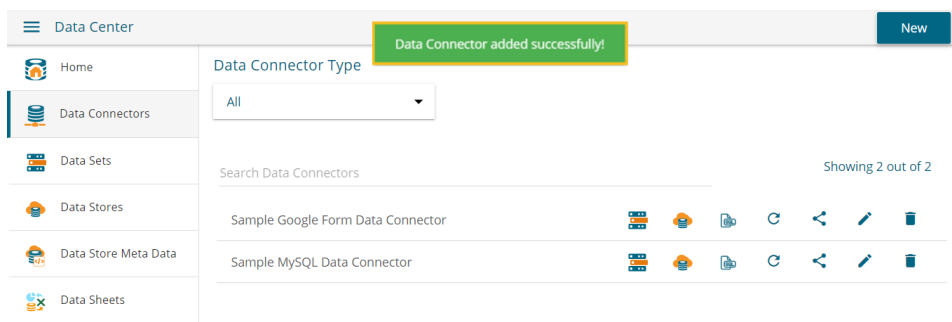 Data Center
Data Connector added successfully!
New
Home
Data Connectors
Data Sets
Data Stores
Data Store Meta Data
Data Sheets
Data Connector Type
All
Search Data Connectors
Showing 2 out of 2
Sample Google Form Data Connector
Sample MySQL Data Connector